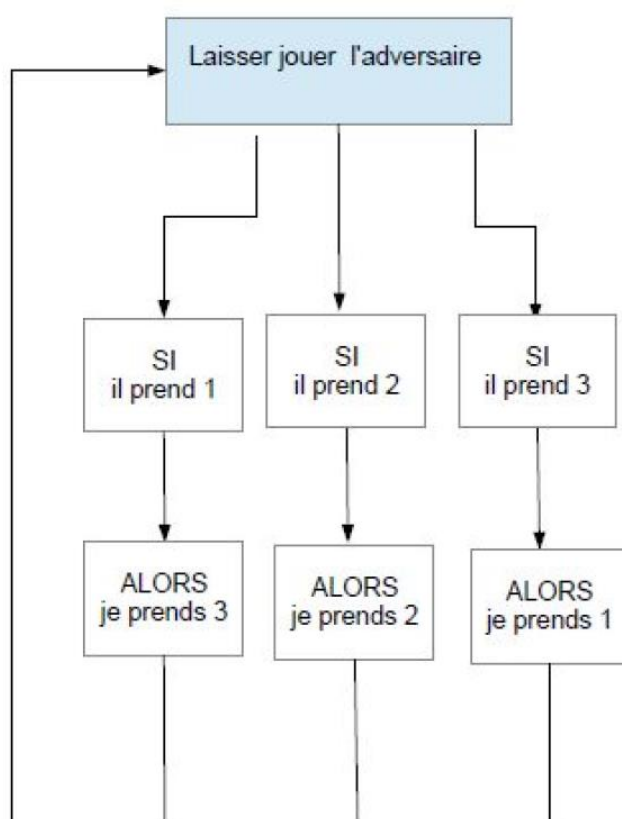 Laisser jouer l'adversaire
SI
il prend 1
SI
il prend 2
SI
il prend 3
ALORS
je prends 3
ALORS
je prends 2
ALORS
je prends 1